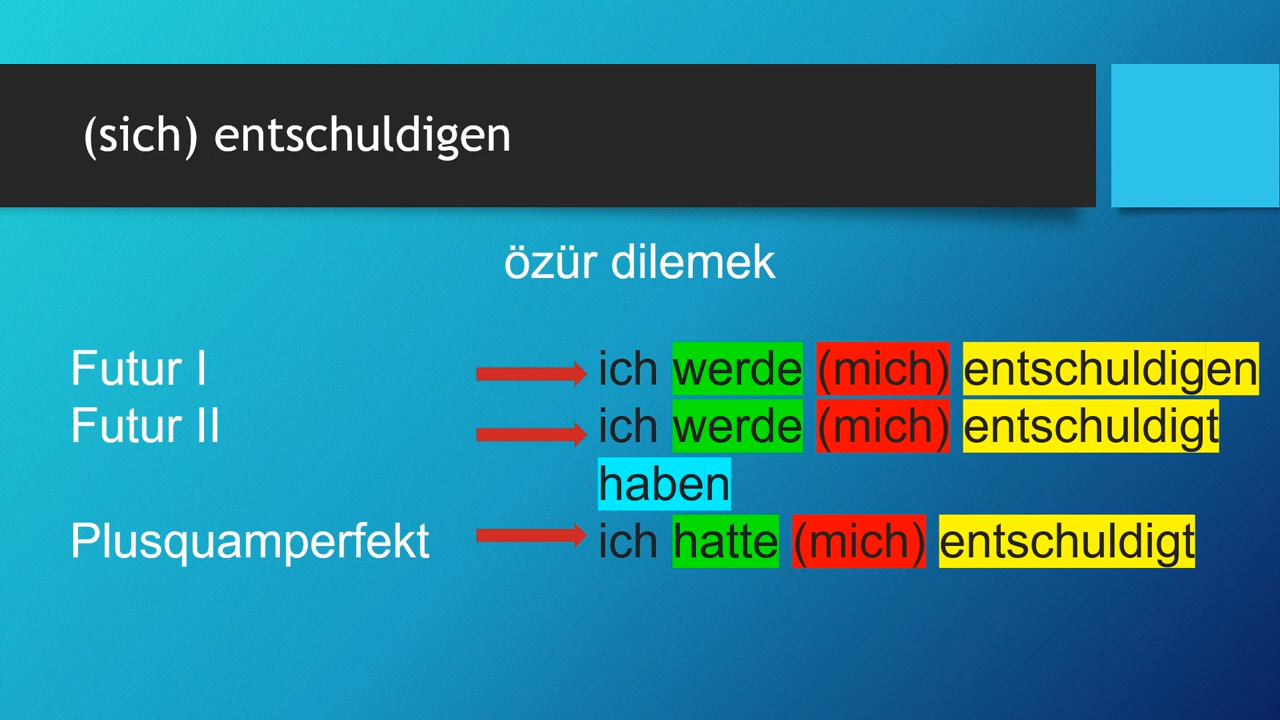 (sich) entschuldigen
özür dilemek
Futur I ich werde (mich) entschuldigen
Futur II ich werde (mich) entschuldigt
haben
Plusquamperfekt ich hatte (mich) entschuldigt